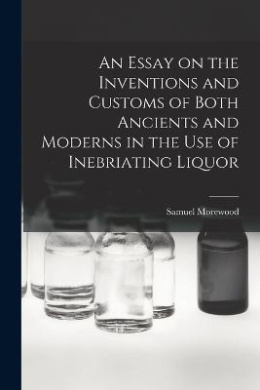 An Essay on the
Inventions and
Customs of Both
Ancients and
Moderns in the Use of
Inebriating Liquor
Samuel Morewood